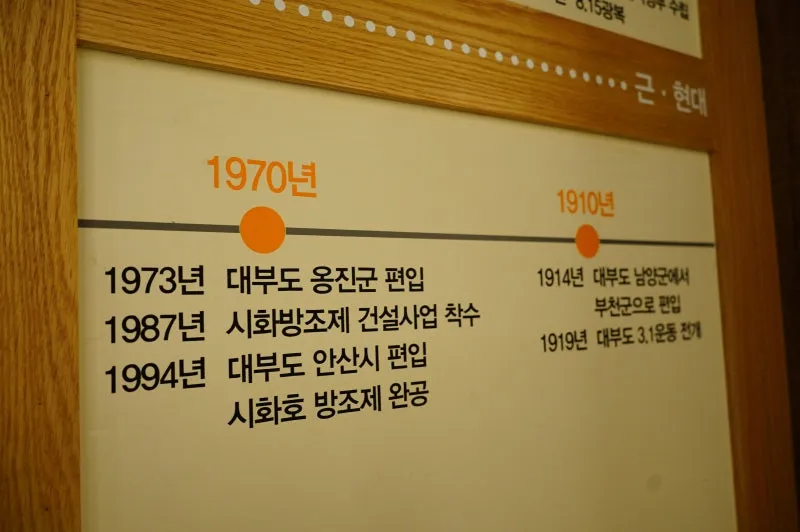 8.15광복
수립
근·현대
1970년
1973년 대부도 옹진군 편입
1987년 시화방조제 건설사업 착수
1994년 대부도 안산시 편입
시화호 방조제 완공
1910년
1914년 대부도 남양군에서
부천군으로 편입
1919년 대부도 3.1운동 전개